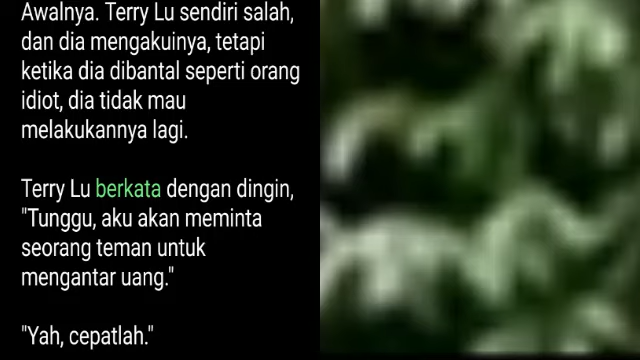 Awalnya. Terry Lu sendiri salah,
dan dia mengakuinya, tetapi
ketika dia dibantal seperti orang
idiot, dia tidak mau
melakukannya lagi.
Terry Lu berkata dengan dingin,
"Tunggu, aku akan meminta
seorang teman untuk
mengantar uang."
"Yah, cepatlah."